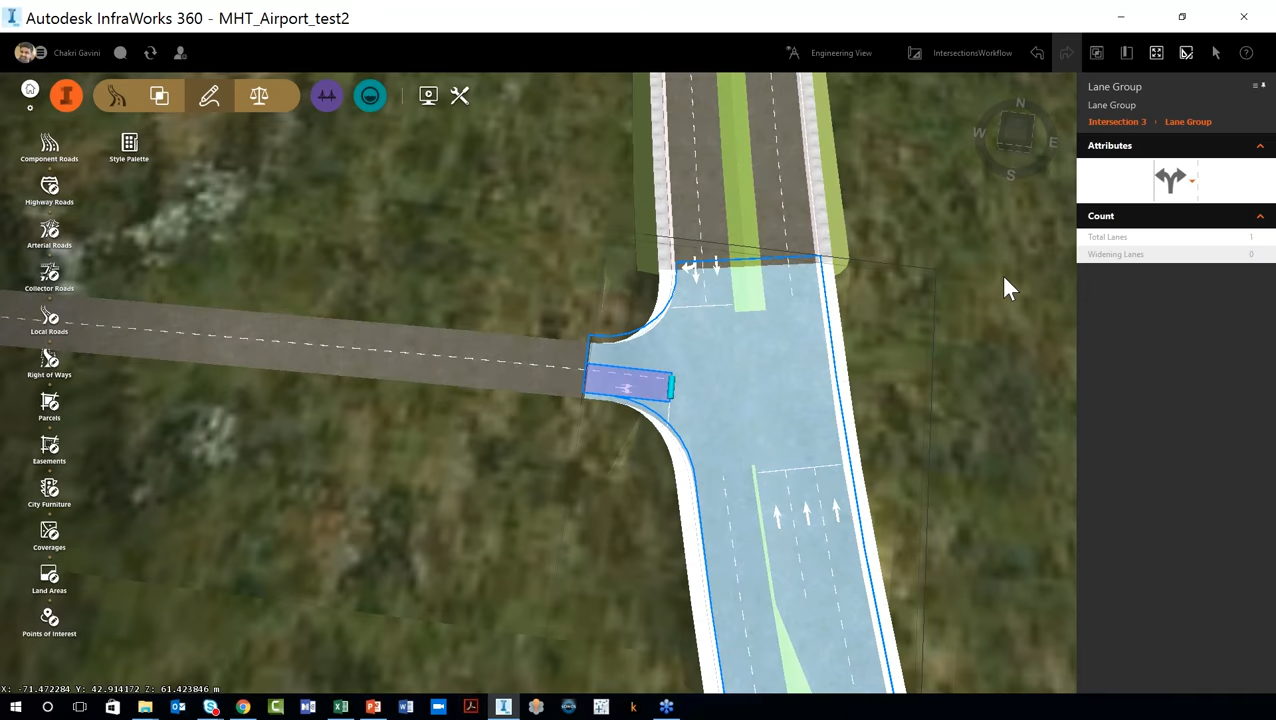 Autodesk InfraWorks 360 - MHT_Airport_test2
Chakri Gavini
Engineering View
IntersectionsWorkflow
Component Roads
Style Palette
Highway Roads
Arterial Roads
Collector Roads
Local Roads
Right of Ways
Parcels
Easements
City Furniture
Coverages
Land Areas
Points of Interest
N
W
E
S
Lane Group
Lane Group
Intersection 3 › Lane Group
Attributes
Count
Total Lanes 1
Widening Lanes 0
X: -71.472284 Y: 42.914172 Z: 61.423846 m